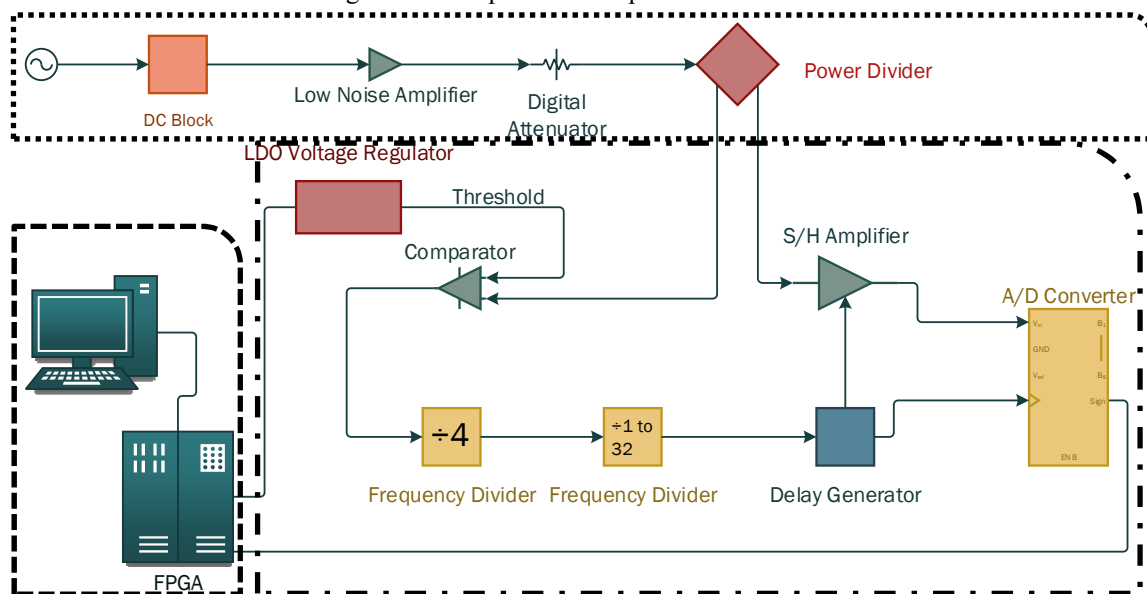 Power Divider
Low Noise Amplifier
Digital
Attenuator
DC Block
LDO Voltage Regulator
Threshold
Comparator
S/H Amplifier
A/D Converter
Vin
B1
GND
Vref
B8
Sign
EN B
÷4
÷1 to
32
Frequency Divider
Frequency Divider
Delay Generator
FPGA